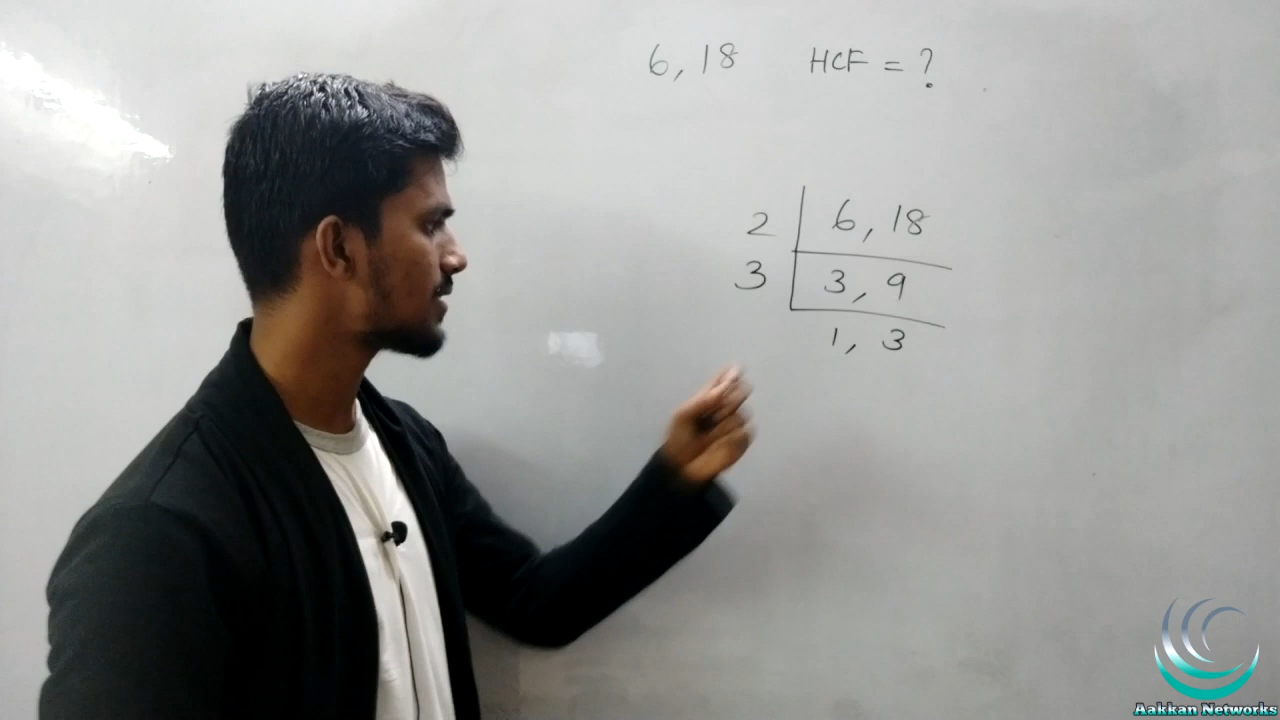 6, 18 HCF = ?
2 6, 18
3 3, 9
1, 3
Aakkan Networks